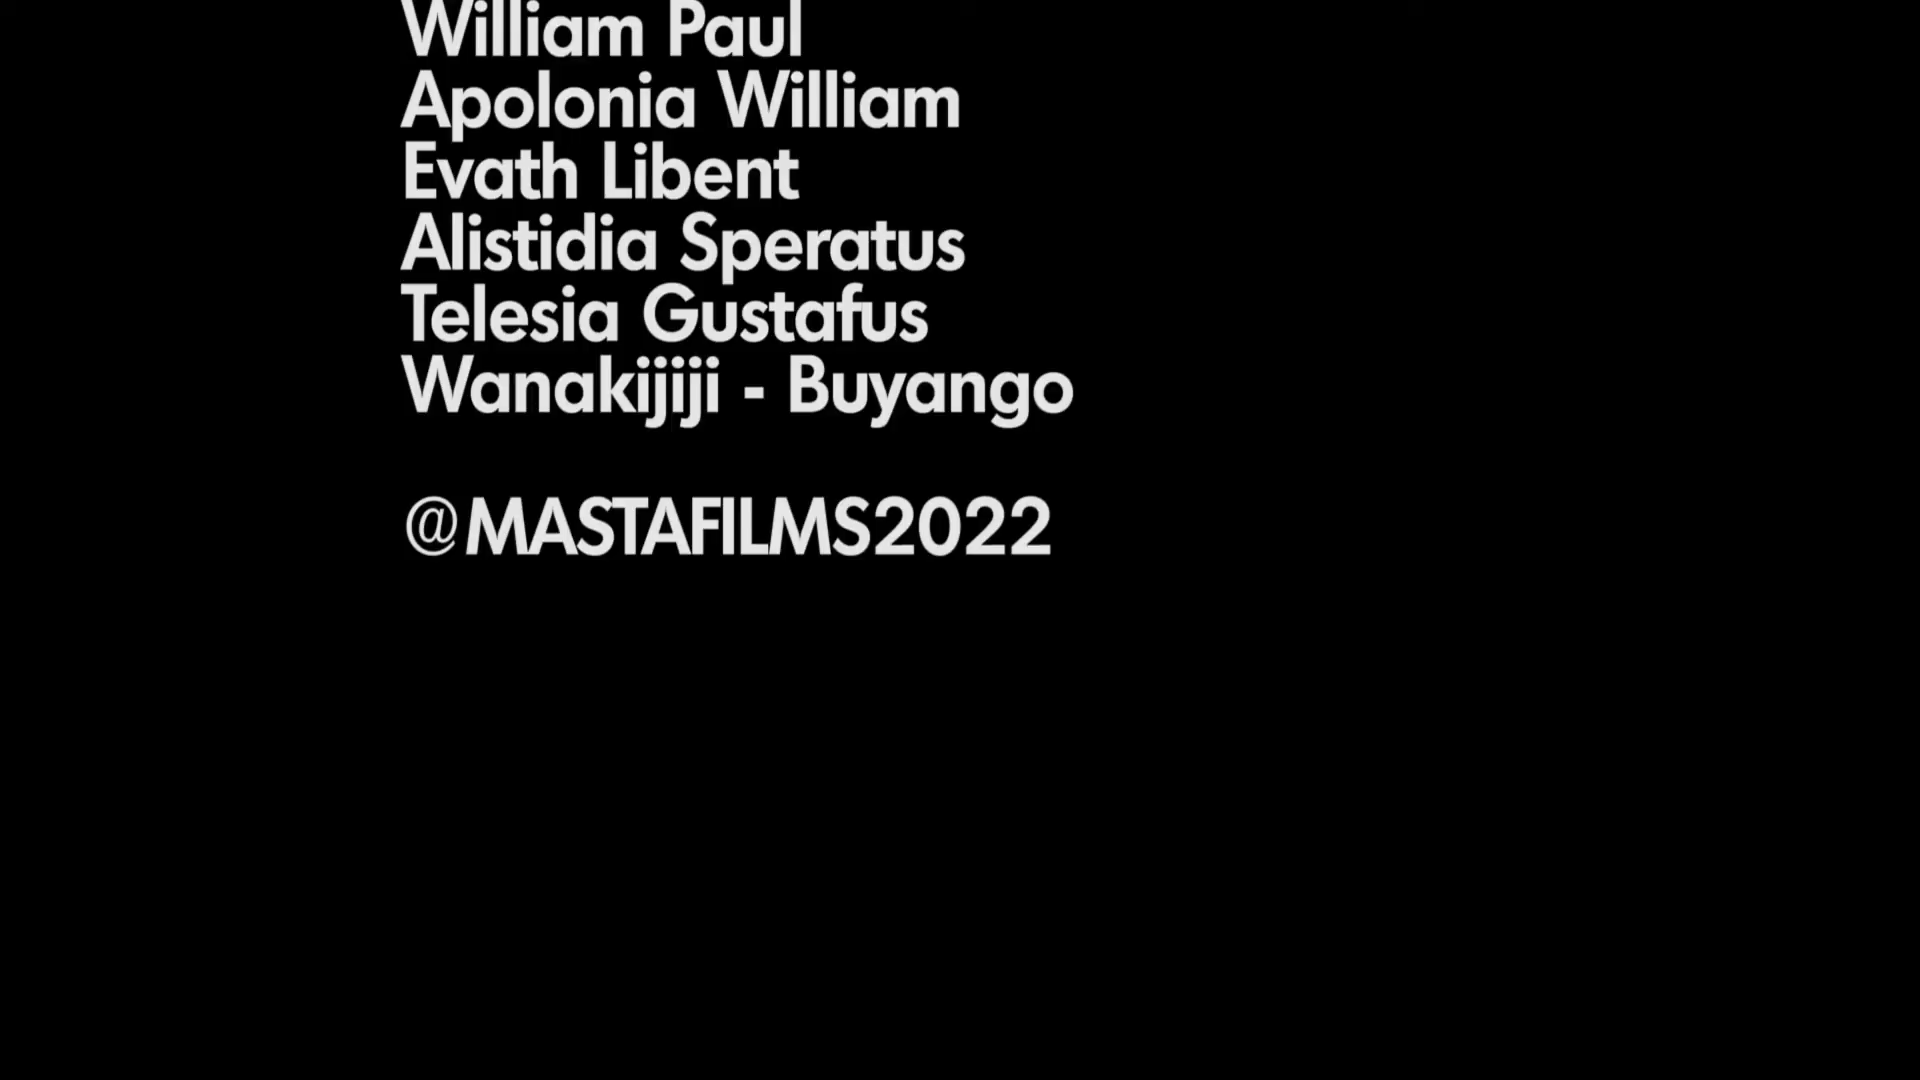 William Paul
Apolonia William
Evath Libent
Alistidia Speratus
Telesia Gustafus
Wanakijiji - Buyango
@MASTAFILMS2022